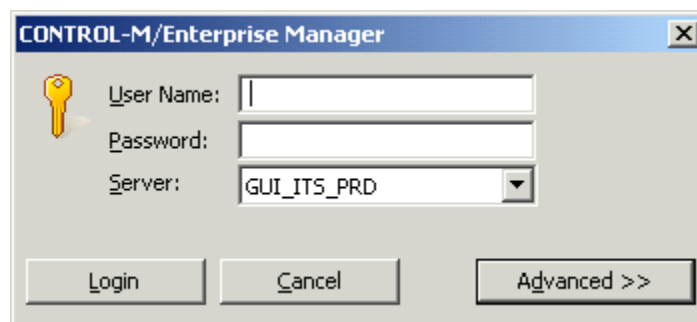 CONTROL-M/Enterprise Manager
User Name:
Password:
Server: GUI_ITS_PRD
Login Cancel Advanced >>